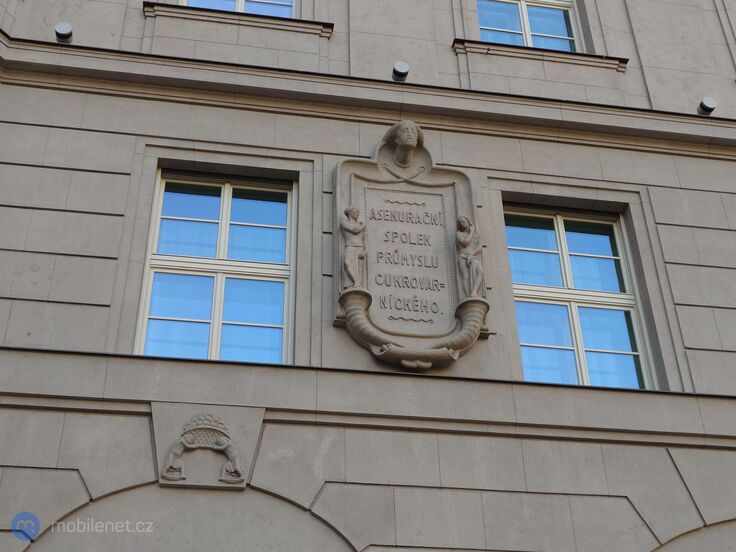 ASEKURAČNÍ
SPOLEK
PRŮMYSLU
CUKROVAR=
NICKÉHO.
mobilenet.cz